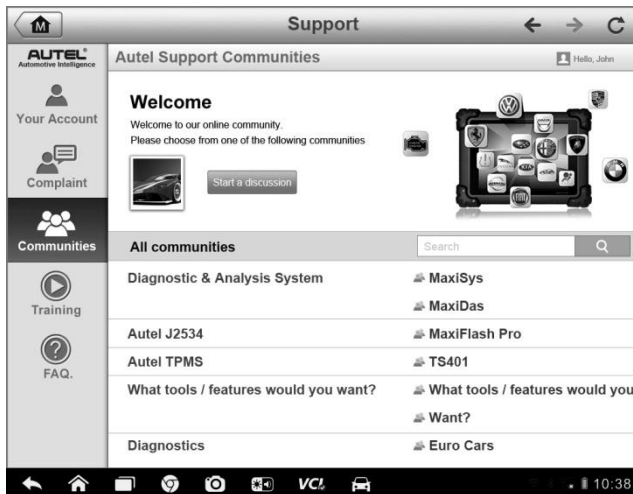 M
Support
AUTEL®
Automotive Intelligence
Autel Support Communities
Hello, John
Your Account
Complaint
Communities
Training
FAQ.
Welcome
Welcome to our online community.
Please choose from one of the following communities
Start a discussion
All communities
Search
Diagnostic & Analysis System
MaxiSys
MaxiDas
Autel J2534
MaxiFlash Pro
Autel TPMS
TS401
What tools / features would you want?
What tools / features would you
Want?
Diagnostics
Euro Cars
VCI
10:38